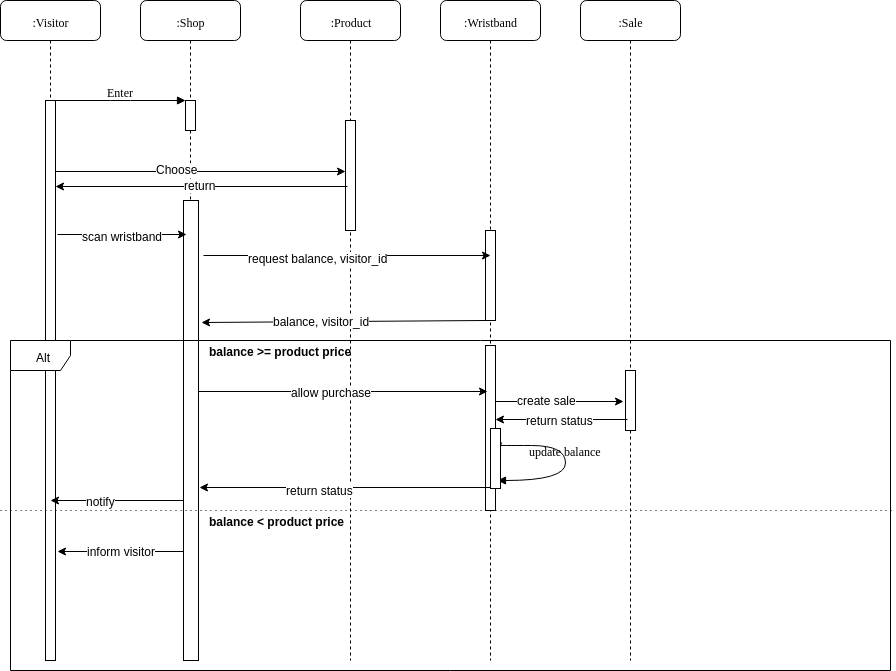 :Visitor
:Shop
:Product
:Wristband
:Sale
Enter
Choose
return
scan wristband
request balance, visitor_id
balance, visitor_id
Alt
balance >= product price
allow purchase
create sale
return status
update balance
return status
notify
balance < product price
inform visitor